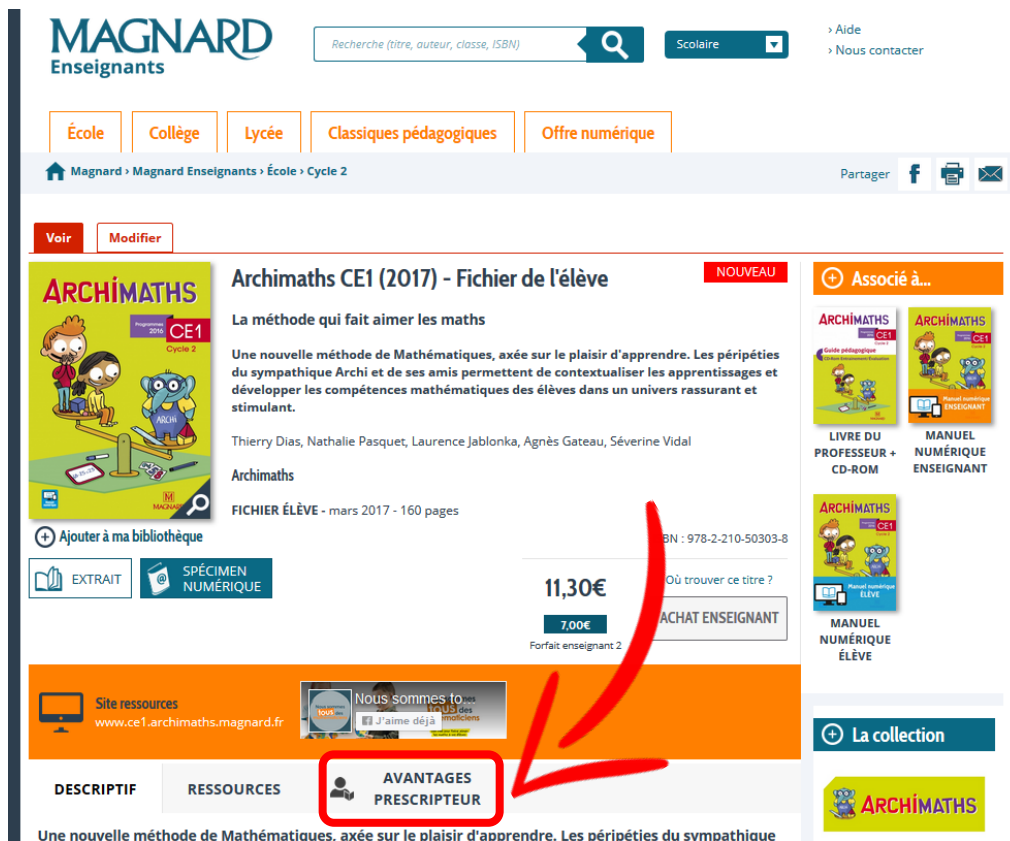 MAGNARD
Enseignants
Recherche (titre, auteur, classe, ISBN)
Scolaire
› Aide
› Nous contacter
École
Collège
Lycée
Classiques pédagogiques
Offre numérique
Magnard › Magnard Enseignants › École › Cycle 2
Partager
Voir
Modifier
ARCHIMATHS
Programmes
2016
CE1
Cycle 2
ARCHI
MAGNARD
Archimaths CE1 (2017) - Fichier de l'élève
NOUVEAU
La méthode qui fait aimer les maths
Une nouvelle méthode de Mathématiques, axée sur le plaisir d'apprendre. Les péripéties
du sympathique Archi et de ses amis permettent de contextualiser les apprentissages et
développer les compétences mathématiques des élèves dans un univers rassurant et
stimulant.
Thierry Dias, Nathalie Pasquet, Laurence Jablonka, Agnès Gateau, Séverine Vidal
Archimaths
FICHIER ÉLÈVE - mars 2017 - 160 pages
BN : 978-2-210-50303-8
Ajouter à ma bibliothèque
EXTRAIT
SPÉCIMEN
NUMÉRIQUE
11,30€
7,00€
Forfait enseignant 2
Où trouver ce titre ?
ACHAT ENSEIGNANT
Associé à...
ARCHIMATHS
CE1
Guide pédagogique
LIVRE DU
PROFESSEUR +
CD-ROM
ARCHIMATHS
CE1
Manuel numérique
ENSEIGNANT
MANUEL
NUMÉRIQUE
ENSEIGNANT
ARCHIMATHS
CE1
Manuel numérique
ÉLÈVE
MANUEL
NUMÉRIQUE
ÉLÈVE
Site ressources
www.ce1.archimaths.magnard.fr
Nous sommes to...
J'aime déjà
La collection
ARCHIMATHS
DESCRIPTIF
RESSOURCES
AVANTAGES
PRESCRIPTEUR
Une nouvelle méthode de Mathématiques, axée sur le plaisir d'apprendre. Les péripéties du sympathique